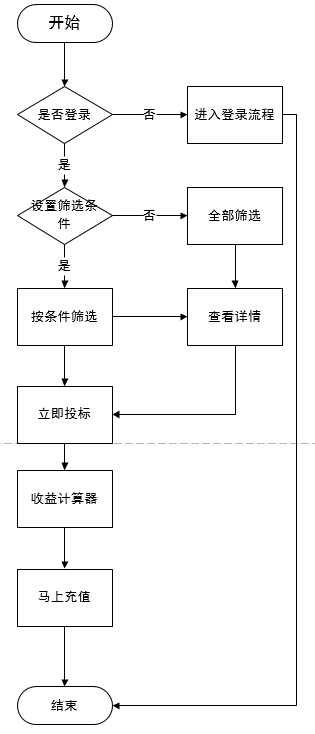 开始
是否登录
否
进入登录流程
是
设置筛选条
件
否
全部筛选
是
按条件筛选
查看详情
立即投标
收益计算器
马上充值
结束